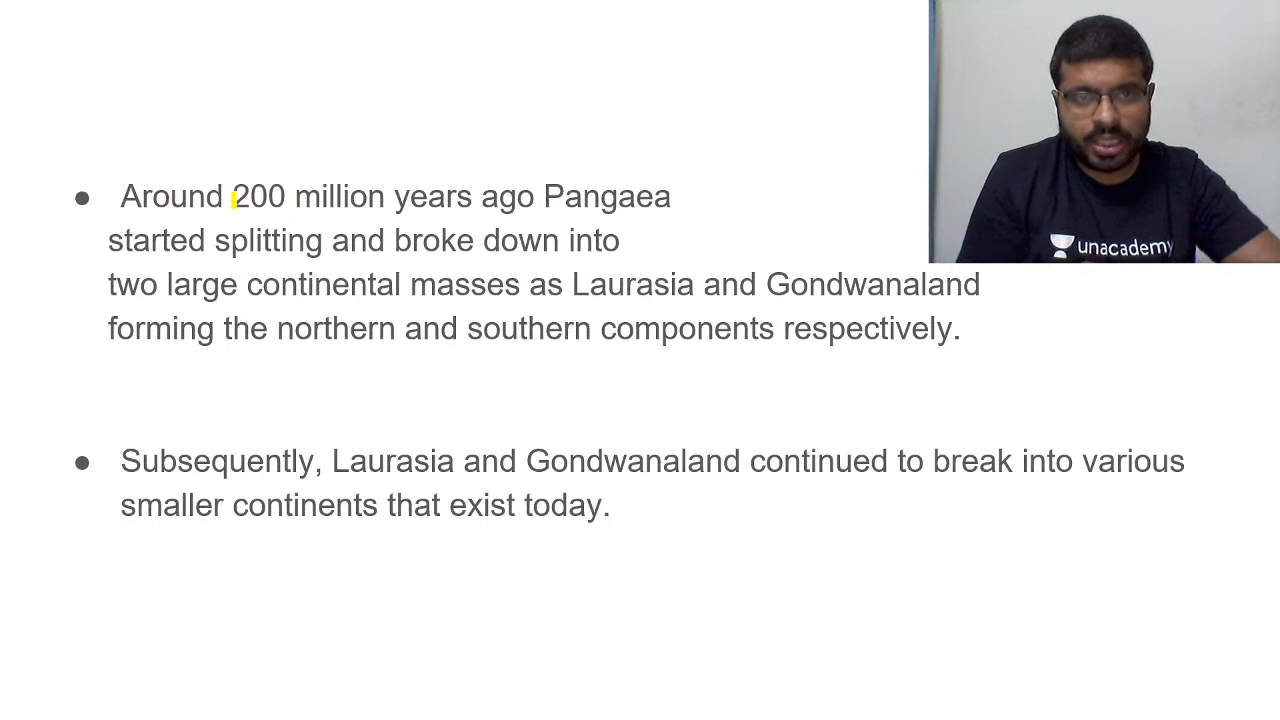 Around 200 million years ago Pangaea
started splitting and broke down into
two large continental masses as Laurasia and Gondwanaland
forming the northern and southern components respectively.
Subsequently, Laurasia and Gondwanaland continued to break into various
smaller continents that exist today.
unacademy